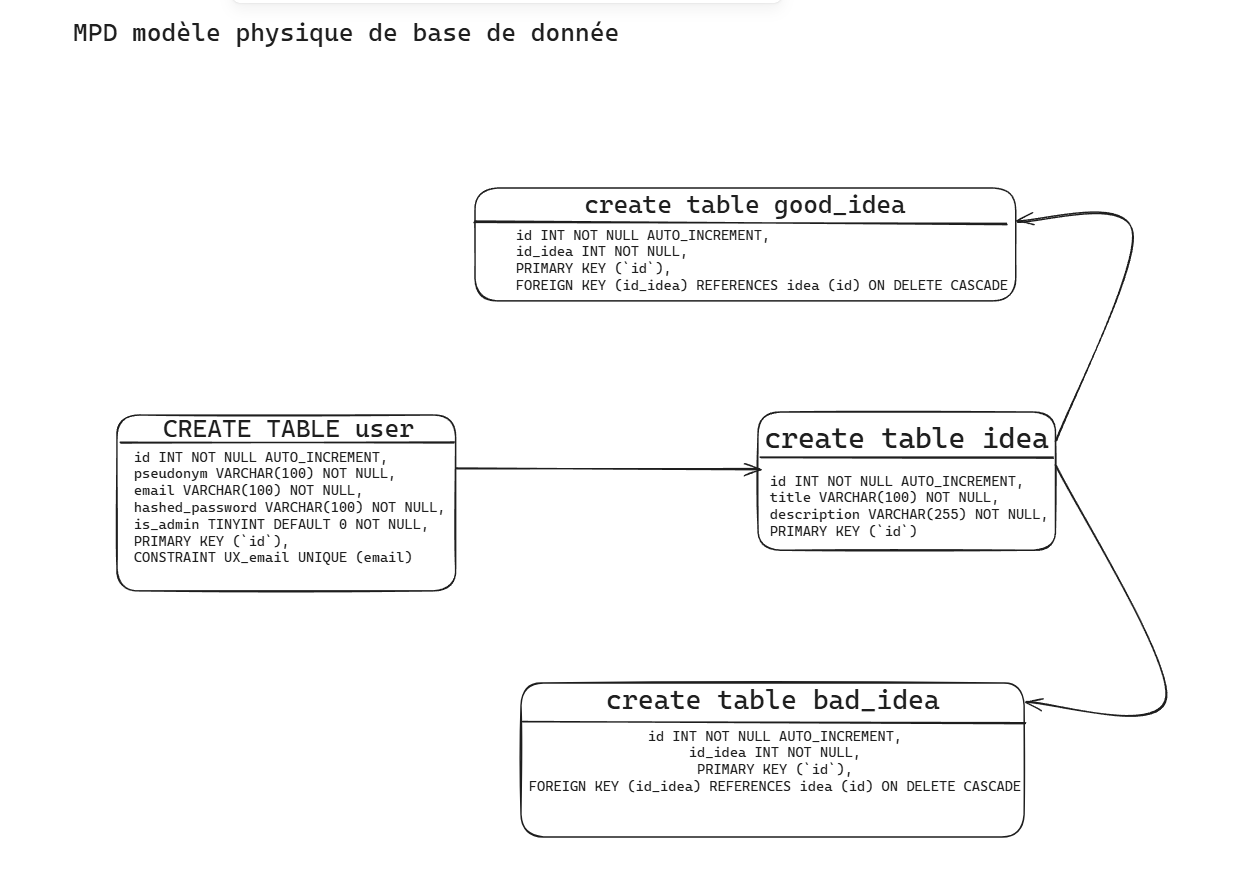 MPD modèle physique de base de donnée
create table good_idea
id INT NOT NULL AUTO_INCREMENT,
id_idea INT NOT NULL,
PRIMARY KEY (`id`),
FOREIGN KEY (id_idea) REFERENCES idea (id) ON DELETE CASCADE
CREATE TABLE user
id INT NOT NULL AUTO_INCREMENT,
pseudonym VARCHAR(100) NOT NULL,
email VARCHAR(100) NOT NULL,
hashed_password VARCHAR(100) NOT NULL,
is_admin TINYINT DEFAULT 0 NOT NULL,
PRIMARY KEY (`id`),
CONSTRAINT UX_email UNIQUE (email)
create table idea
id INT NOT NULL AUTO_INCREMENT,
title VARCHAR(100) NOT NULL,
description VARCHAR(255) NOT NULL,
PRIMARY KEY (`id`)
create table bad_idea
id INT NOT NULL AUTO_INCREMENT,
id_idea INT NOT NULL,
PRIMARY KEY (`id`),
FOREIGN KEY (id_idea) REFERENCES idea (id) ON DELETE CASCADE